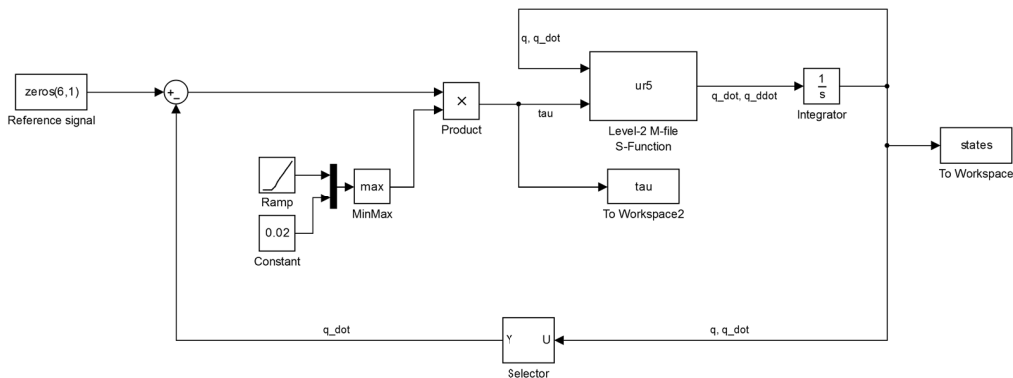 q, q_dot
zeros(6,1)
Reference signal
+
−
×
Product
tau
ur5
Level-2 M-file
S-Function
q_dot, q_ddot
1
s
Integrator
states
To Workspace
tau
To Workspace2
Ramp
max
MinMax
0.02
Constant
q_dot
Y
U
Selector
q, q_dot